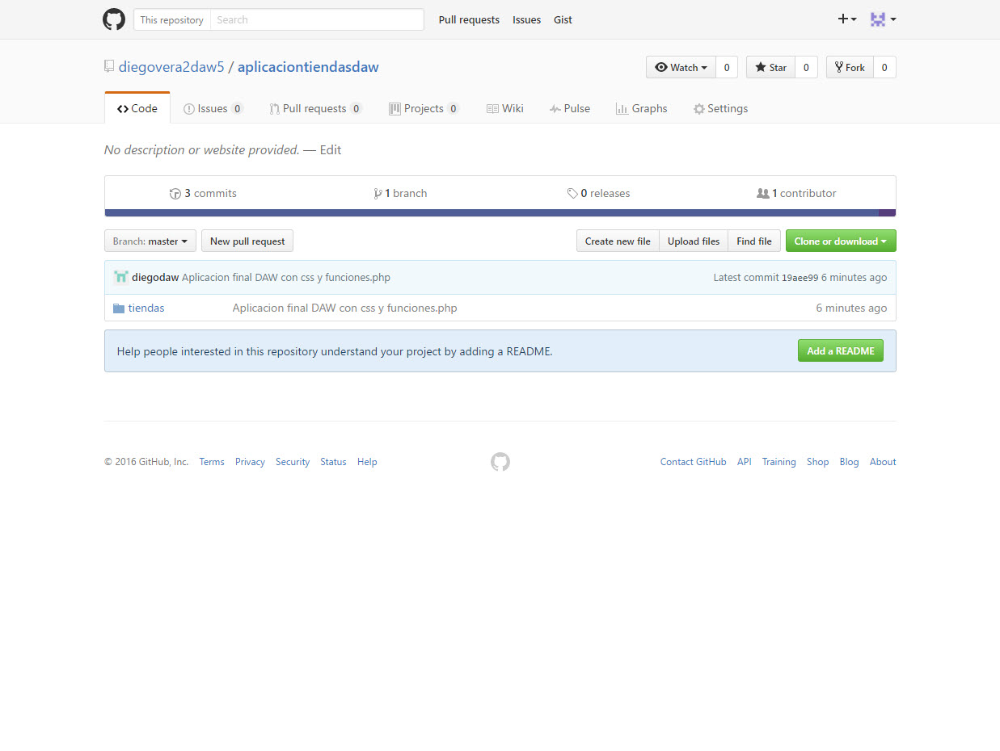 This repository Search Pull requests Issues Gist
diegovera2daw5 / aplicaciontiendasdaw Watch 0 Star 0 Fork 0
Code Issues 0 Pull requests 0 Projects 0 Wiki Pulse Graphs Settings
No description or website provided. — Edit
3 commits 1 branch 0 releases 1 contributor
Branch: master New pull request Create new file Upload files Find file Clone or download
diegodaw Aplicacion final DAW con css y funciones.php Latest commit 19aee99 6 minutes ago
tiendas Aplicacion final DAW con css y funciones.php 6 minutes ago
Help people interested in this repository understand your project by adding a README. Add a README
© 2016 GitHub, Inc. Terms Privacy Security Status Help Contact GitHub API Training Shop Blog About